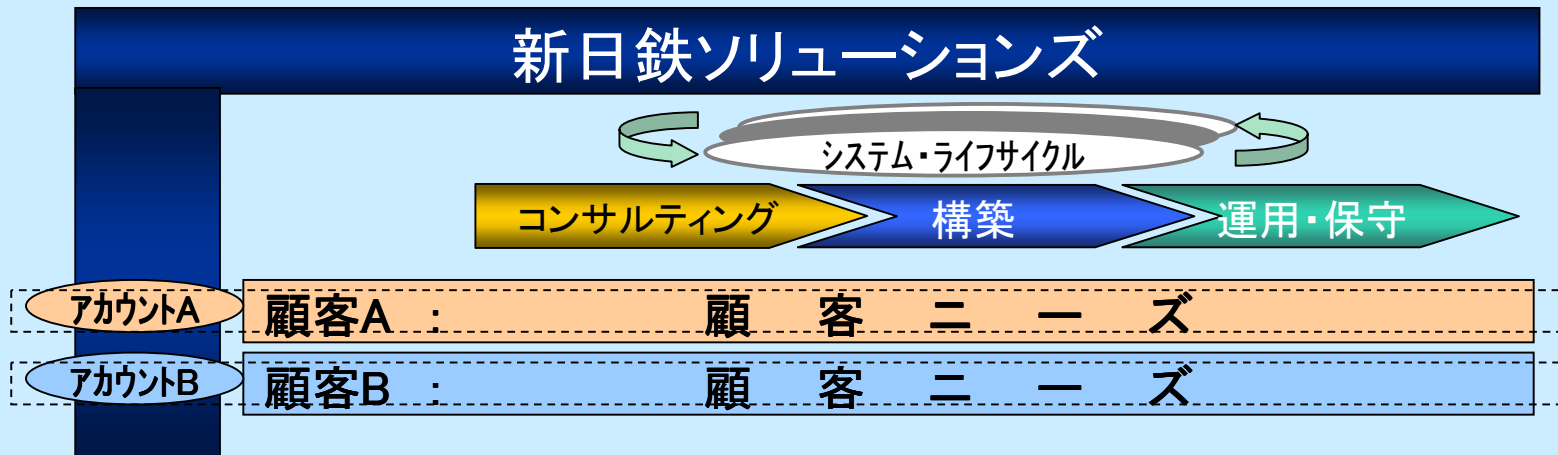 新日鉄ソリューションズ
システム・ライフサイクル
コンサルティング 構築 運用・保守
アカウントA 顧客A : 顧客ニーズ
アカウントB 顧客B : 顧客ニーズ